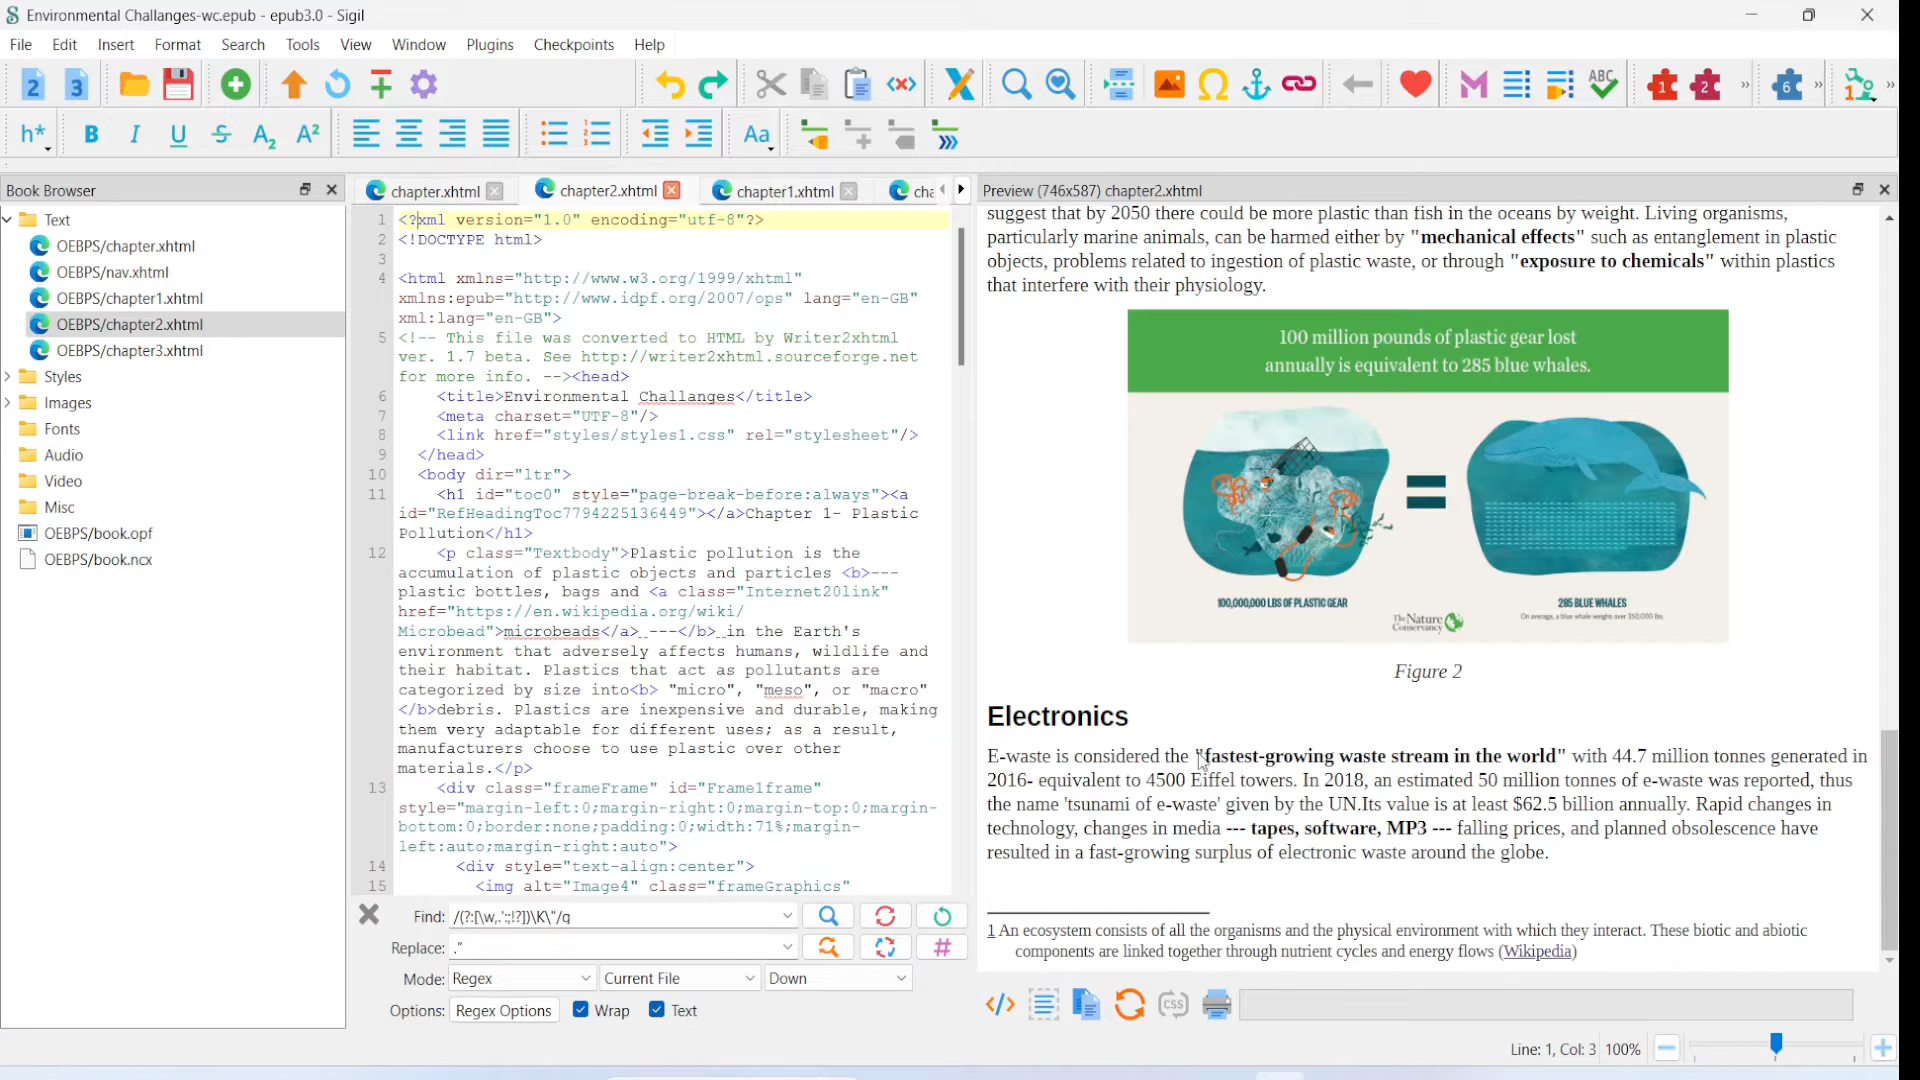 Environmental Challanges-wc.epub - epub3.0 - Sigil
File Edit Insert Format Search Tools View Window Plugins Checkpoints Help
2 3 ABC 1 2 » 6 » 1 »
h* B I U S A2 A2 Aa
Book Browser
Text
OEBPS/chapter.xhtml
OEBPS/nav.xhtml
OEBPS/chapter1.xhtml
OEBPS/chapter2.xhtml
OEBPS/chapter3.xhtml
Styles
Images
Fonts
Audio
Video
Misc
OEBPS/book.opf
OEBPS/book.ncx
chapter.xhtml chapter2.xhtml chapter1.xhtml cha
1 <?xml version="1.0" encoding="utf-8"?>
2 <!DOCTYPE html>
3
4 <html xmlns="http://www.w3.org/1999/xhtml"
xmlns:epub="http://www.idpf.org/2007/ops" lang="en-GB"
xml:lang="en-GB">
5 <!-- This file was converted to HTML by Writer2xhtml
ver. 1.7 beta. See http://writer2xhtml.sourceforge.net
for more info. --><head>
6 <title>Environmental Challanges</title>
7 <meta charset="UTF-8"/>
8 <link href="styles/styles1.css" rel="stylesheet"/>
9 </head>
10 <body dir="ltr">
11 <h1 id="toc0" style="page-break-before:always"><a
id="RefHeadingToc7794225136449"></a>Chapter 1- Plastic
Pollution</h1>
12 <p class="Textbody">Plastic pollution is the
accumulation of plastic objects and particles <b>---
plastic bottles, bags and <a class="Internet20link"
href="https://en.wikipedia.org/wiki/
Microbead">microbeads</a> ---</b> in the Earth's
environment that adversely affects humans, wildlife and
their habitat. Plastics that act as pollutants are
categorized by size into<b> "micro", "meso", or "macro"
</b>debris. Plastics are inexpensive and durable, making
them very adaptable for different uses; as a result,
manufacturers choose to use plastic over other
materials.</p>
13 <div class="frameFrame" id="Frame1frame"
style="margin-left:0;margin-right:0;margin-top:0;margin-
bottom:0;border:none;padding:0;width:71%;margin-
left:auto;margin-right:auto">
14 <div style="text-align:center">
15 <img alt="Image4" class="frameGraphics"
Find: /(?:[\w,.':;!?])\K\"/q
Replace: ."
Mode: Regex Current File Down
Options: Regex Options Wrap Text
Preview (746x587) chapter2.xhtml
suggest that by 2050 there could be more plastic than fish in the oceans by weight. Living organisms,
particularly marine animals, can be harmed either by "mechanical effects" such as entanglement in plastic
objects, problems related to ingestion of plastic waste, or through "exposure to chemicals" within plastics
that interfere with their physiology.
100 million pounds of plastic gear lost
annually is equivalent to 285 blue whales.
100,000,000 LBS OF PLASTIC GEAR
285 BLUE WHALES
On average, a blue whale weighs over 350,000 lbs.
The Nature
Conservancy
Figure 2
Electronics
E-waste is considered the "fastest-growing waste stream in the world" with 44.7 million tonnes generated in
2016- equivalent to 4500 Eiffel towers. In 2018, an estimated 50 million tonnes of e-waste was reported, thus
the name 'tsunami of e-waste' given by the UN.Its value is at least $62.5 billion annually. Rapid changes in
technology, changes in media --- tapes, software, MP3 --- falling prices, and planned obsolescence have
resulted in a fast-growing surplus of electronic waste around the globe.
1 An ecosystem consists of all the organisms and the physical environment with which they interact. These biotic and abiotic
components are linked together through nutrient cycles and energy flows (Wikipedia)
CSS
Line: 1, Col: 3 100%